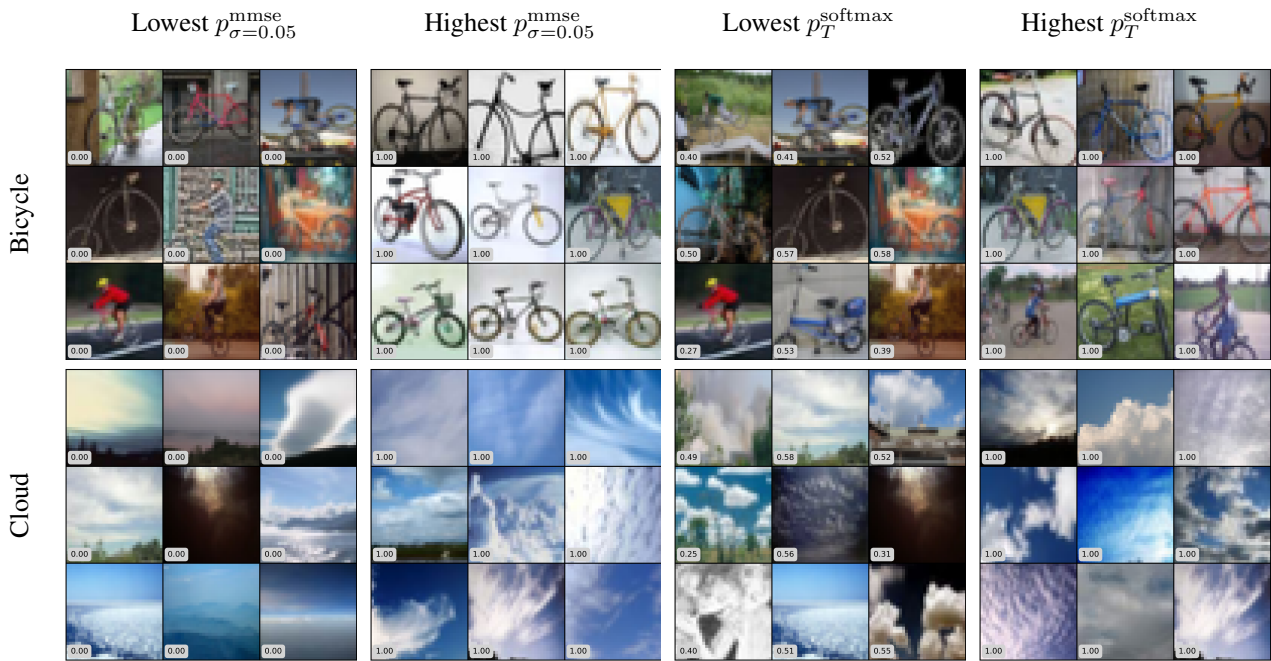 Lowest p^mmse_σ=0.05 Highest p^mmse_σ=0.05 Lowest p_T^softmax Highest p_T^softmax
Bicycle
0.00 0.00 0.00 1.00 1.00 1.00 0.40 0.41 0.52 1.00 1.00 1.00
0.00 0.00 0.00 1.00 1.00 1.00 0.50 0.57 0.58 1.00 1.00 1.00
0.00 0.00 0.00 1.00 1.00 1.00 0.27 0.53 0.39 1.00 1.00 1.00
Cloud
0.00 0.00 0.00 1.00 1.00 1.00 0.49 0.58 0.52 1.00 1.00 1.00
0.00 0.00 0.00 1.00 1.00 1.00 0.25 0.56 0.31 1.00 1.00 1.00
0.00 0.00 0.00 1.00 1.00 1.00 0.40 0.51 0.55 1.00 1.00 1.00